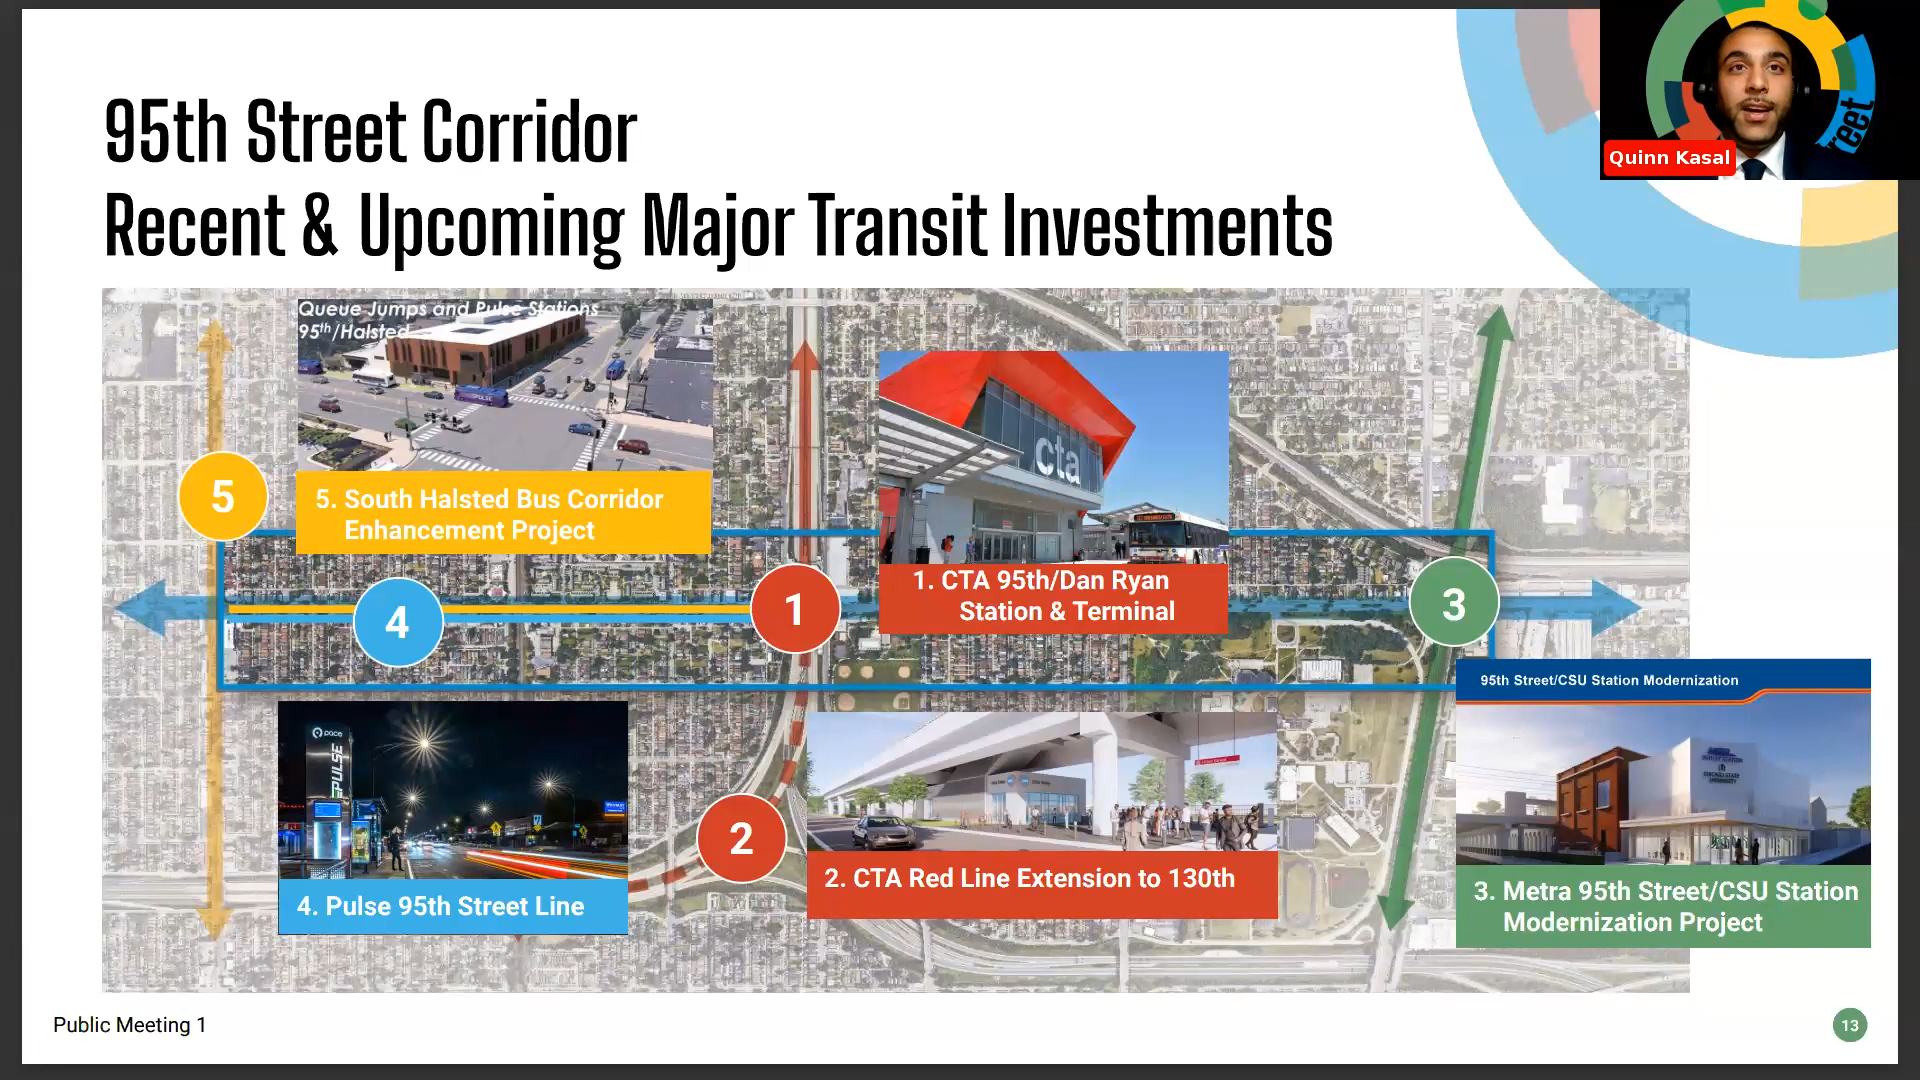 95th Street Corridor
Recent & Upcoming Major Transit Investments
reet
Quinn Kasal
Queue Jumps and Pulse Stations
95th/Halsted
PULSE
5
5. South Halsted Bus Corridor
Enhancement Project
cta
1. CTA 95th/Dan Ryan
Station & Terminal
4
1
3
pace
PULSE
4. Pulse 95th Street Line
2
2. CTA Red Line Extension to 130th
95th Street/CSU Station Modernization
3. Metra 95th Street/CSU Station
Modernization Project
Public Meeting 1
13